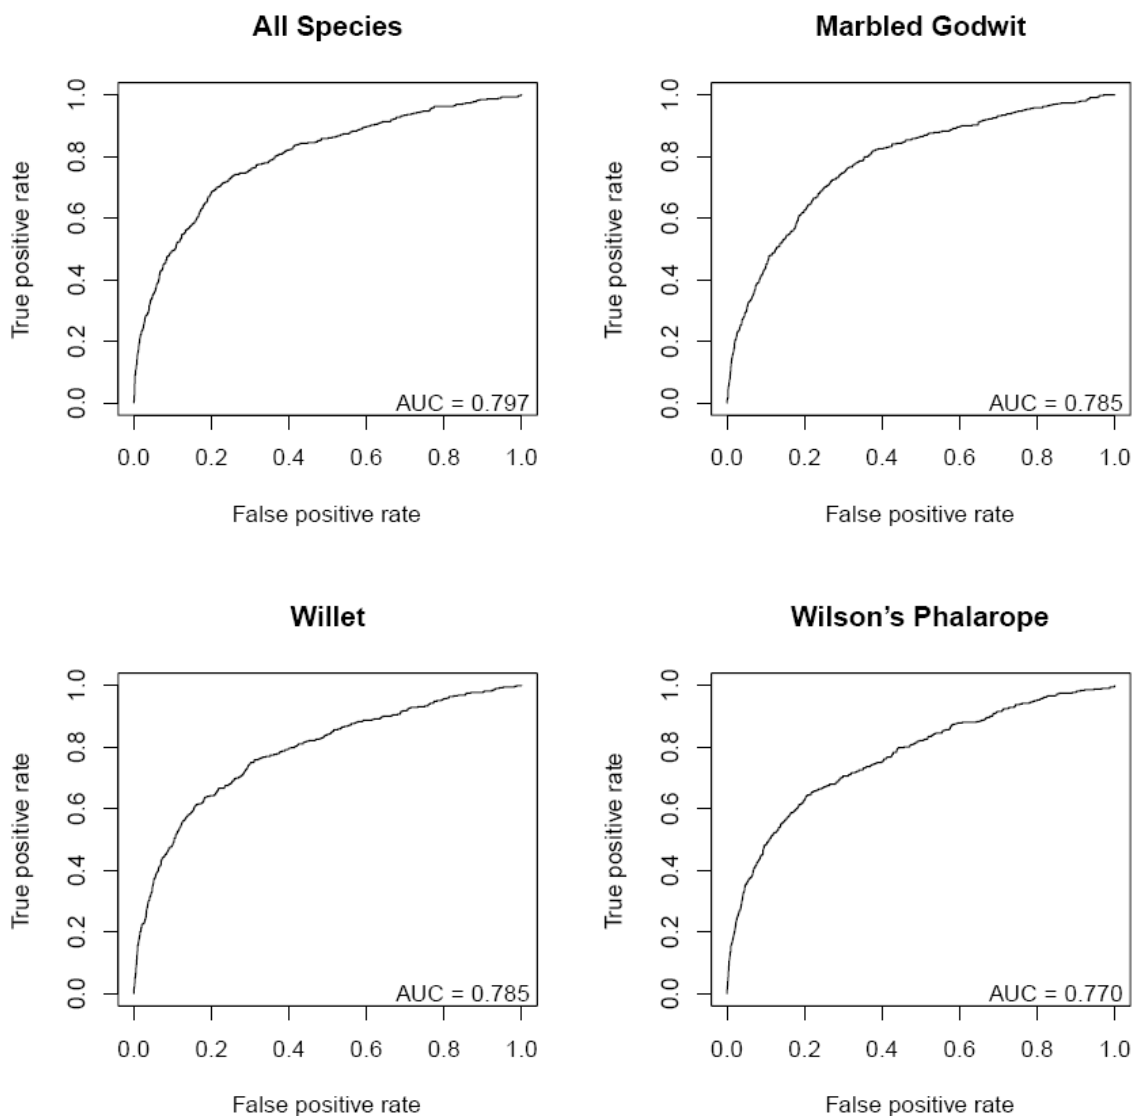 All Species
True positive rate
0.0 0.2 0.4 0.6 0.8 1.0
AUC = 0.797
0.0 0.2 0.4 0.6 0.8 1.0
False positive rate
Marbled Godwit
True positive rate
0.0 0.2 0.4 0.6 0.8 1.0
AUC = 0.785
0.0 0.2 0.4 0.6 0.8 1.0
False positive rate
Willet
True positive rate
0.0 0.2 0.4 0.6 0.8 1.0
AUC = 0.785
0.0 0.2 0.4 0.6 0.8 1.0
False positive rate
Wilson’s Phalarope
True positive rate
0.0 0.2 0.4 0.6 0.8 1.0
AUC = 0.770
0.0 0.2 0.4 0.6 0.8 1.0
False positive rate